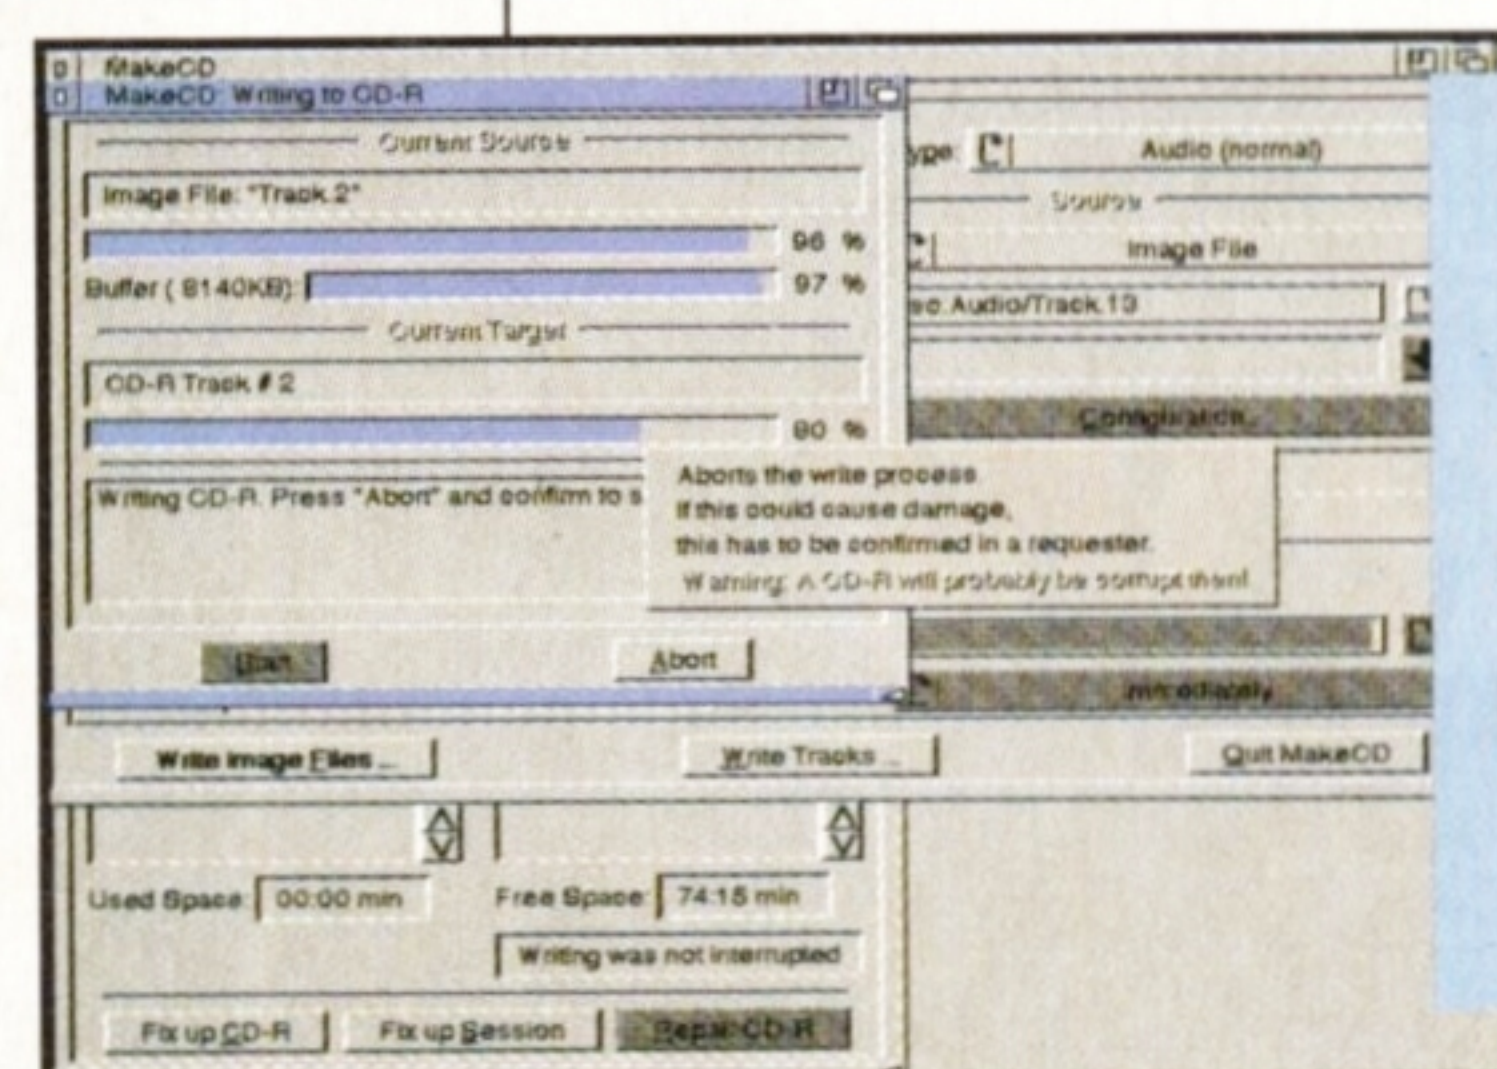 MakeCD
MakeCD: Writing to CD-R
Current Source
Image File: "Track.2"
96 %
Buffer ( 8140KB):
97 %
Current Target
CD-R Track # 2
80 %
Writing CD-R. Press "Abort" and confirm to s
Start
Abort
ype:
Audio (normal)
Source
Image File
Audio/Track.13
Configuration...
Aborts the write process.
If this could cause damage,
this has to be confirmed in a requester.
Warning: A CD-R will probably be corrupt then!
Immediately
Write Image Files ...
Write Tracks ...
Quit MakeCD
Used Space:
00:00 min
Free Space:
74:15 min
Writing was not interrupted
Fix up CD-R
Fix up Session
Repair CD-R